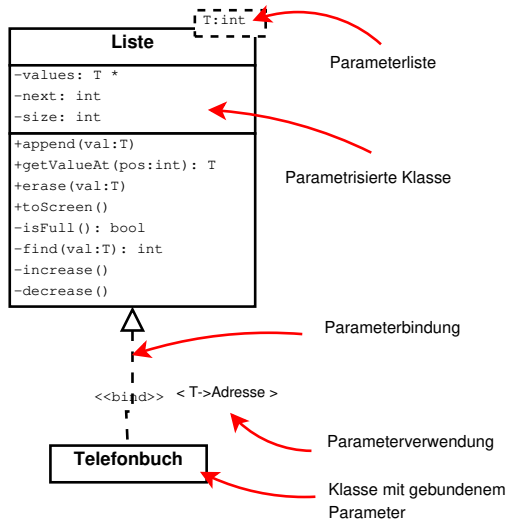 T:int
Liste
Parameterliste
-values: T *
-next: int
-size: int
+append(val:T)
+getValueAt(pos:int): T
Parametrisierte Klasse
+erase(val:T)
+toScreen()
-isFull(): bool
-find(val:T): int
-increase()
-decrease()
Parameterbindung
<<bind>> < T->Adresse >
Parameterverwendung
Telefonbuch
Klasse mit gebundenem
Parameter